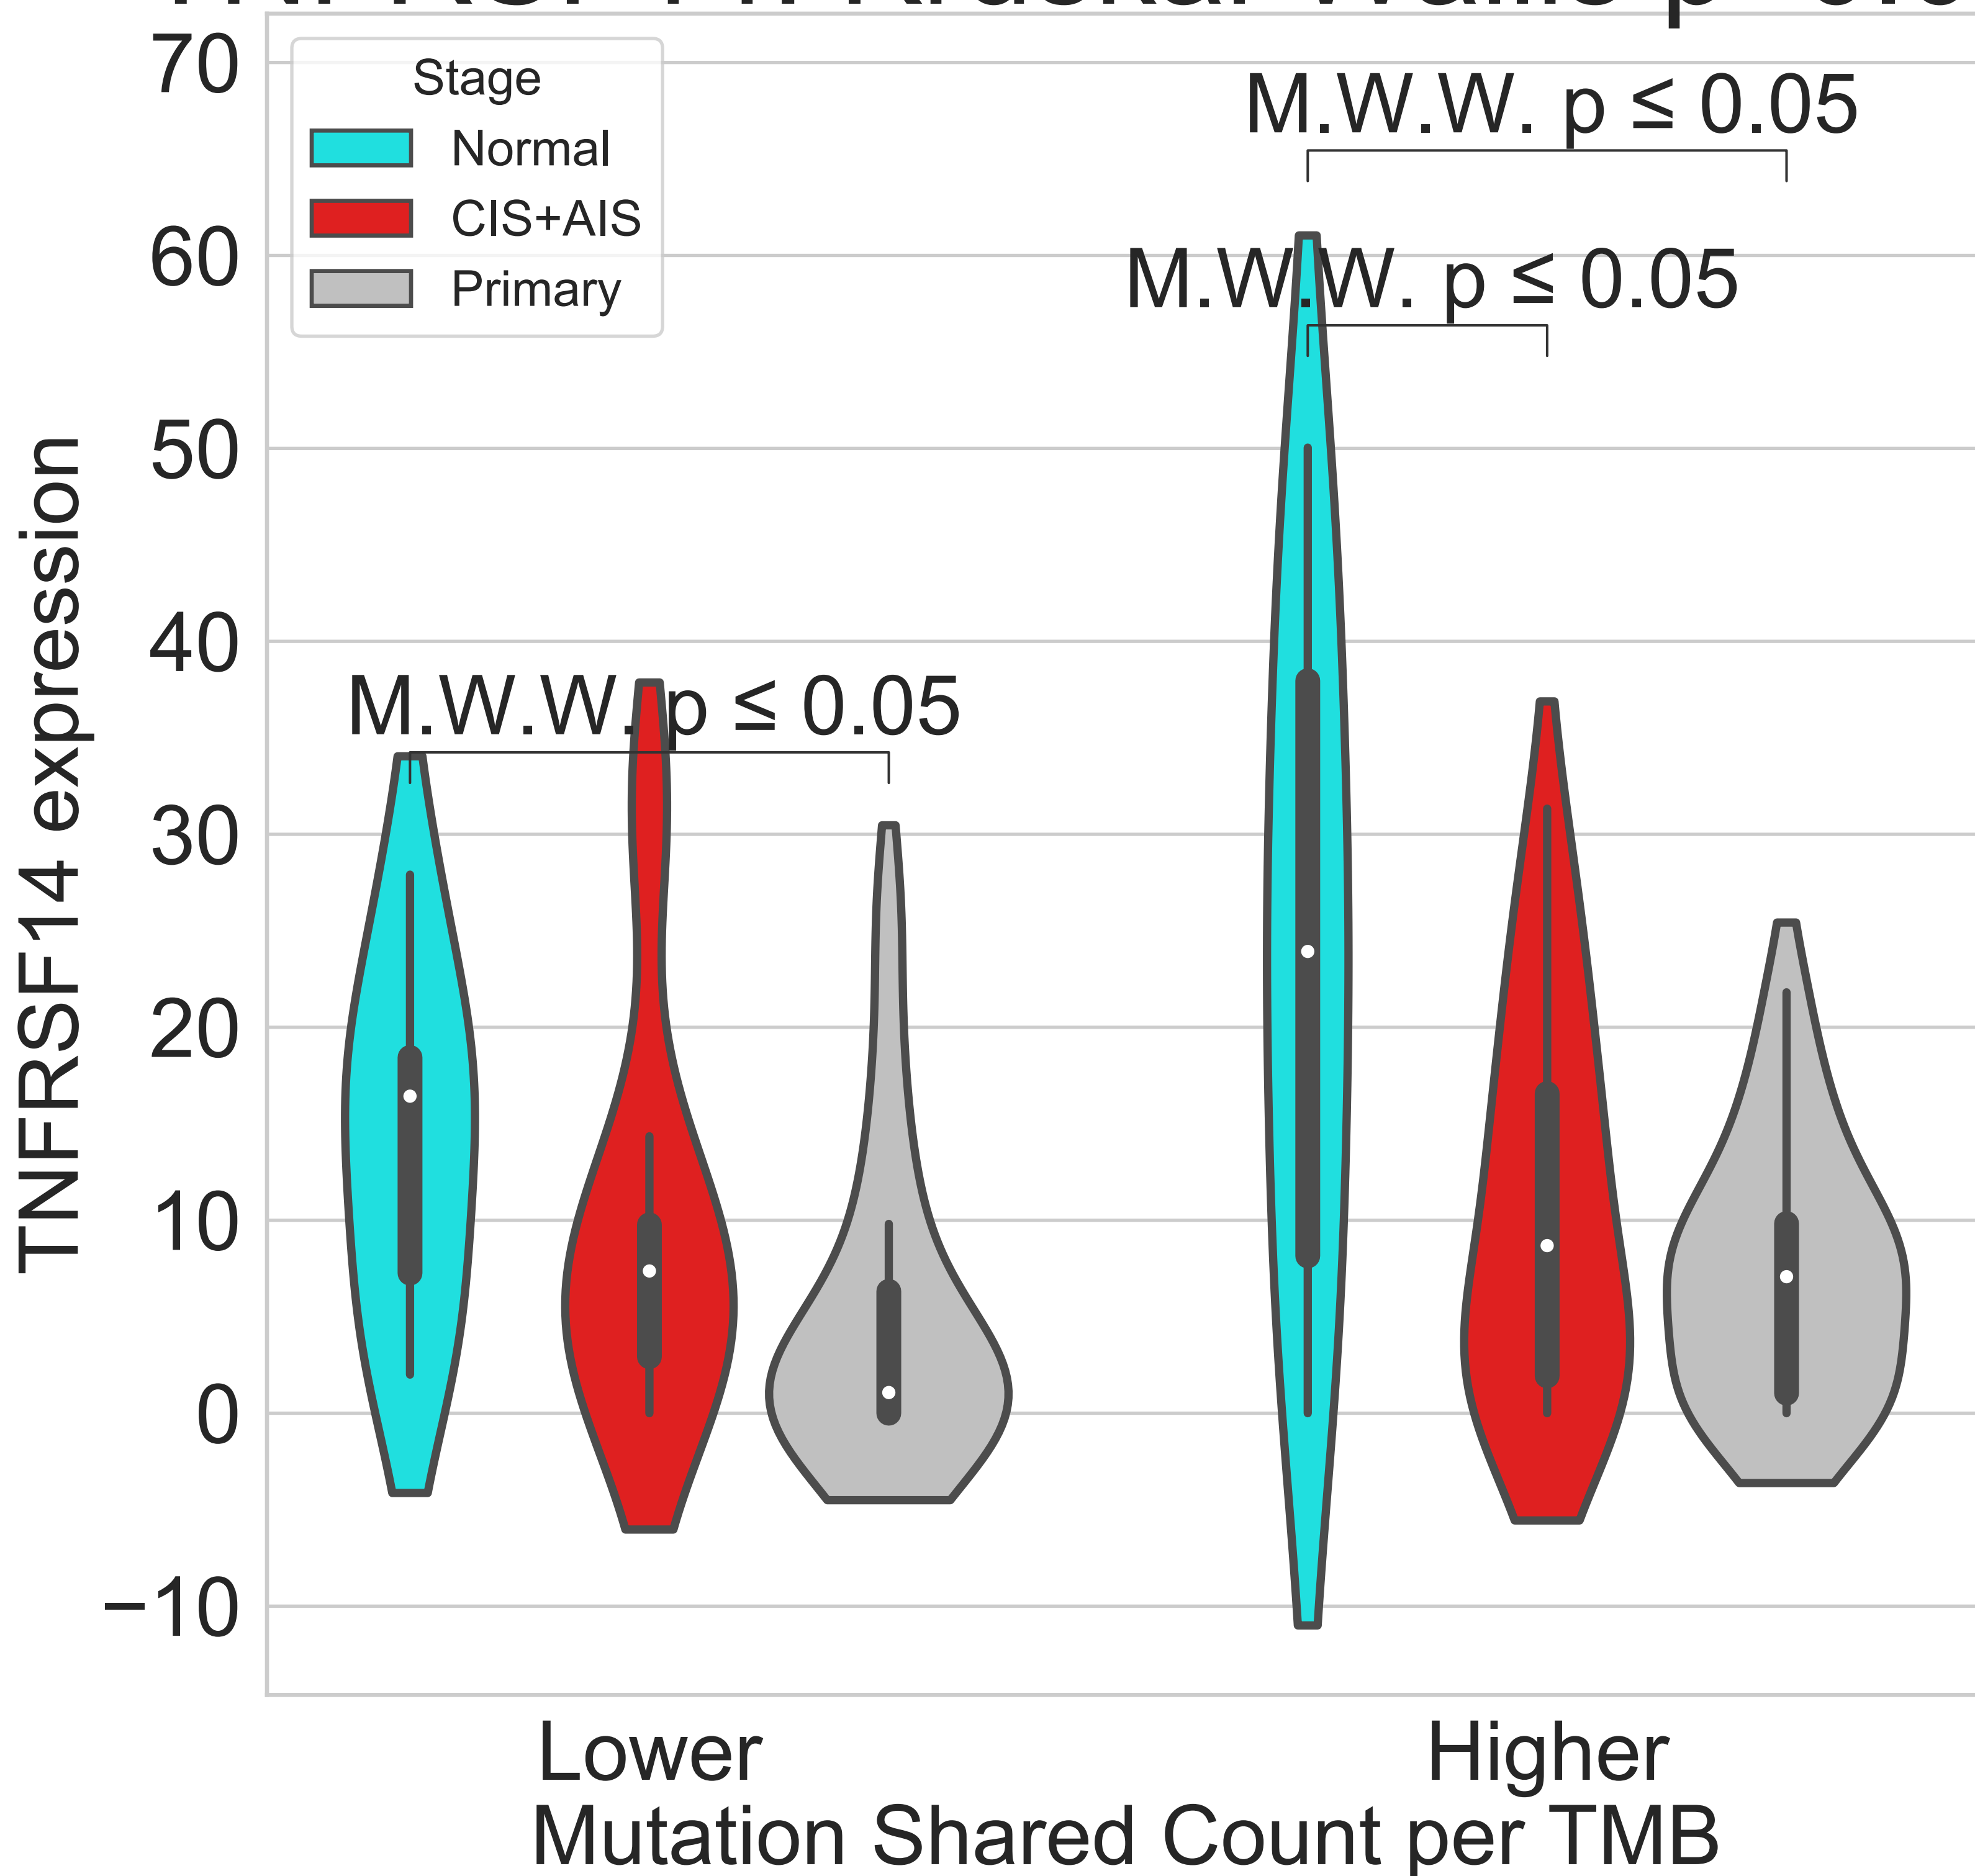 70
60
50
40
30
20
10
0
−10
TNFRSF14 expression
Stage
Normal
CIS+AIS
Primary
M.W.W. p ≤ 0.05
M.W.W. p ≤ 0.05
M.W.W. p ≤ 0.05
Lower
Higher
Mutation Shared Count per TMB